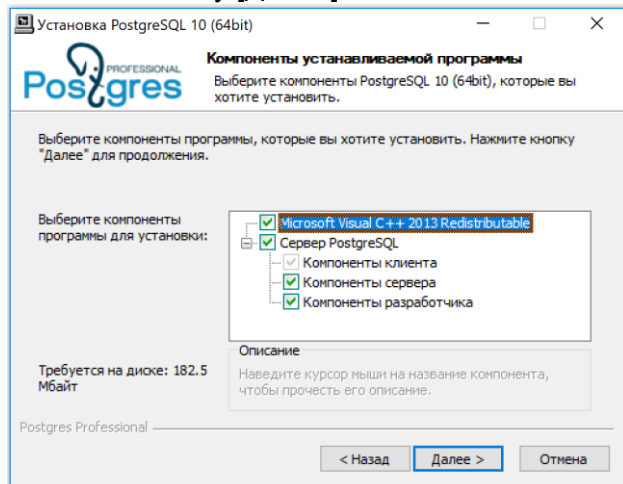 Установка PostgreSQL 10 (64bit)
PROFESSIONAL
Postgres
Компоненты устанавливаемой программы
Выберите компоненты PostgreSQL 10 (64bit), которые вы
хотите установить.
Выберите компоненты программы, которые вы хотите установить. Нажмите кнопку
"Далее" для продолжения.
Выберите компоненты
программы для установки:
Microsoft Visual C++ 2013 Redistributable
Сервер PostgreSQL
Компоненты клиента
Компоненты сервера
Компоненты разработчика
Требуется на диске: 182.5
Мбайт
Описание
Наведите курсор мыши на название компонента,
чтобы прочесть его описание.
Postgres Professional
< Назад
Далее >
Отмена